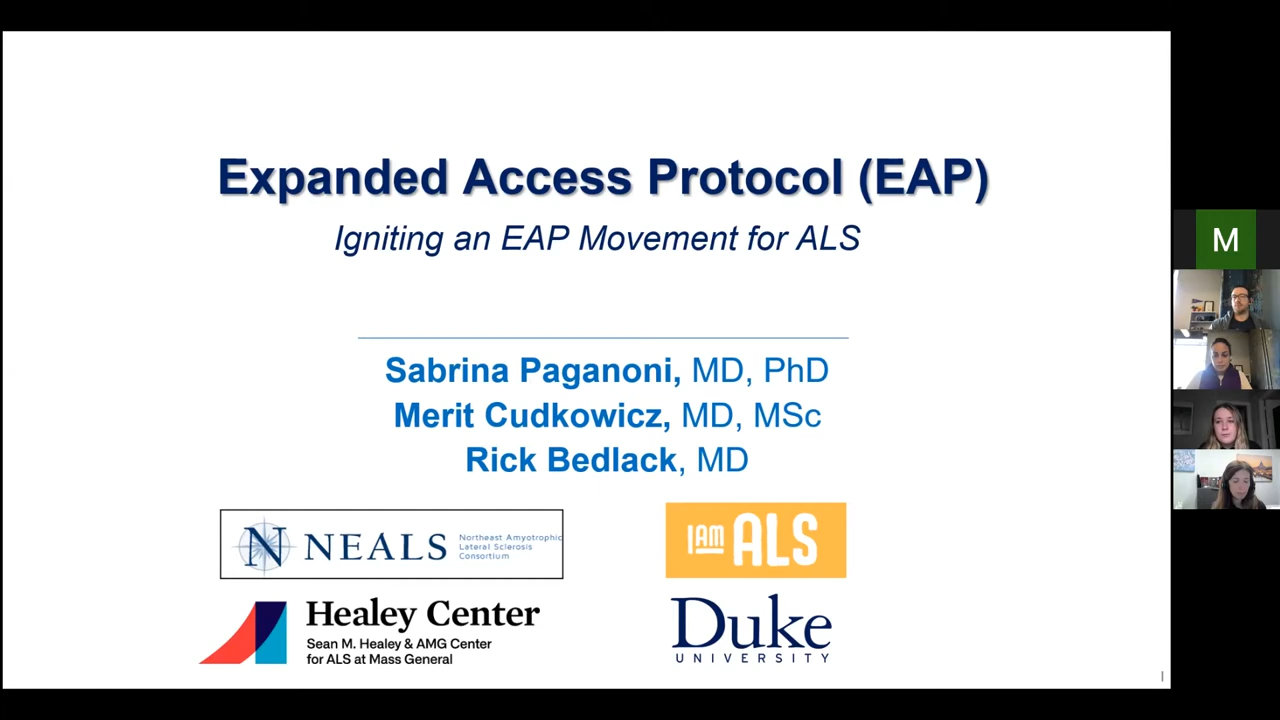 Expanded Access Protocol (EAP)
Igniting an EAP Movement for ALS
Sabrina Paganoni, MD, PhD
Merit Cudkowicz, MD, MSc
Rick Bedlack, MD
N NEALS
Northeast Amyotrophic
Lateral Sclerosis
Consortium
I AM ALS
Healey Center
Sean M. Healey & AMG Center
for ALS at Mass General
Duke
UNIVERSITY
M